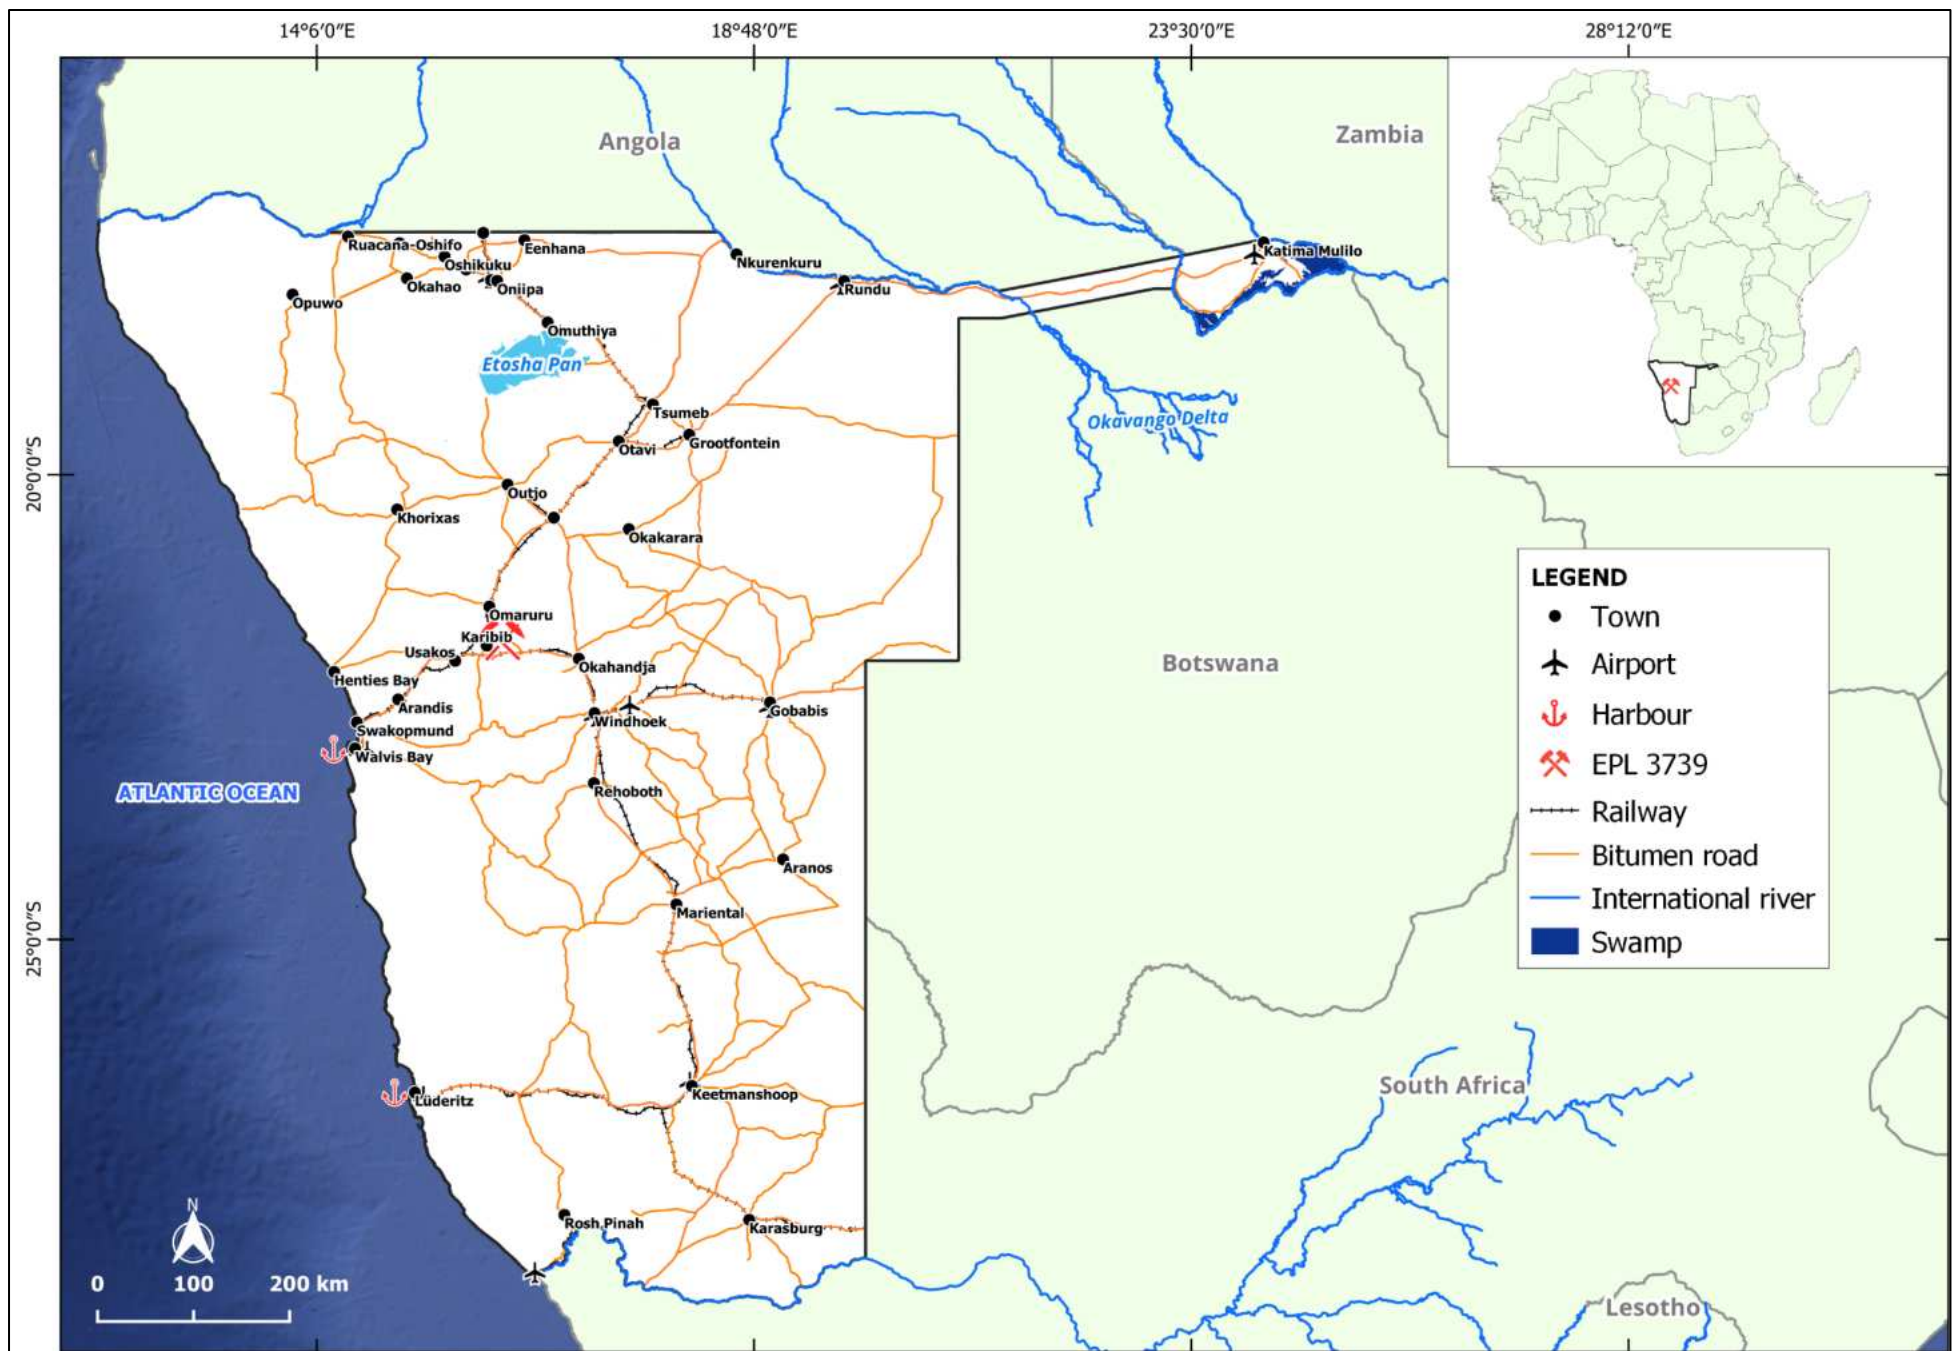 14°6′0″E
18°48′0″E
23°30′0″E
28°12′0″E
20°0′0″S
25°0′0″S
Angola
Zambia
Ruacana-Oshifo
Eenhana
Oshikuku
Okahao
Oniipa
Opuwo
Nkurenkuru
Rundu
Katima Mulilo
Omuthiya
Etosha Pan
Tsumeb
Grootfontein
Otavi
Okavango Delta
Outjo
Khorixas
Okakarara
Omaruru
Karibib
Usakos
Okahandja
Henties Bay
Arandis
Swakopmund
Walvis Bay
Windhoek
Gobabis
Botswana
ATLANTIC OCEAN
Rehoboth
Aranos
Mariental
Lüderitz
Keetmanshoop
South Africa
Rosh Pinah
Karasburg
Lesotho
N
0 100 200 km
LEGEND
Town
Airport
Harbour
EPL 3739
Railway
Bitumen road
International river
Swamp